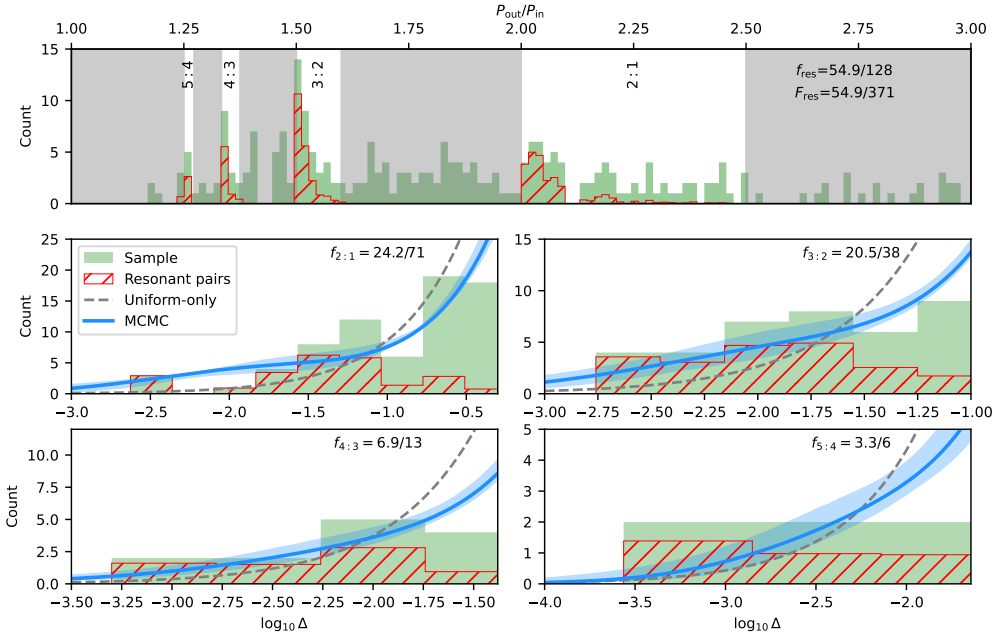 P_out/P_in
1.00 1.25 1.50 1.75 2.00 2.25 2.50 2.75 3.00
15
10
5
0
Count
5 : 4
4 : 3
3 : 2
2 : 1
f_res=54.9/128
F_res=54.9/371
25
20
15
10
5
0
Count
Sample
Resonant pairs
Uniform-only
MCMC
f_2 : 1 = 24.2/71
−3.0 −2.5 −2.0 −1.5 −1.0 −0.5
15
10
5
0
f_3 : 2 = 20.5/38
−3.00 −2.75 −2.50 −2.25 −2.00 −1.75 −1.50 −1.25 −1.00
10.0
7.5
5.0
2.5
0.0
Count
f_4 : 3 = 6.9/13
−3.50 −3.25 −3.00 −2.75 −2.50 −2.25 −2.00 −1.75 −1.50
log10 Δ
5
4
3
2
1
0
f_5 : 4 = 3.3/6
−4.0 −3.5 −3.0 −2.5 −2.0
log10 Δ